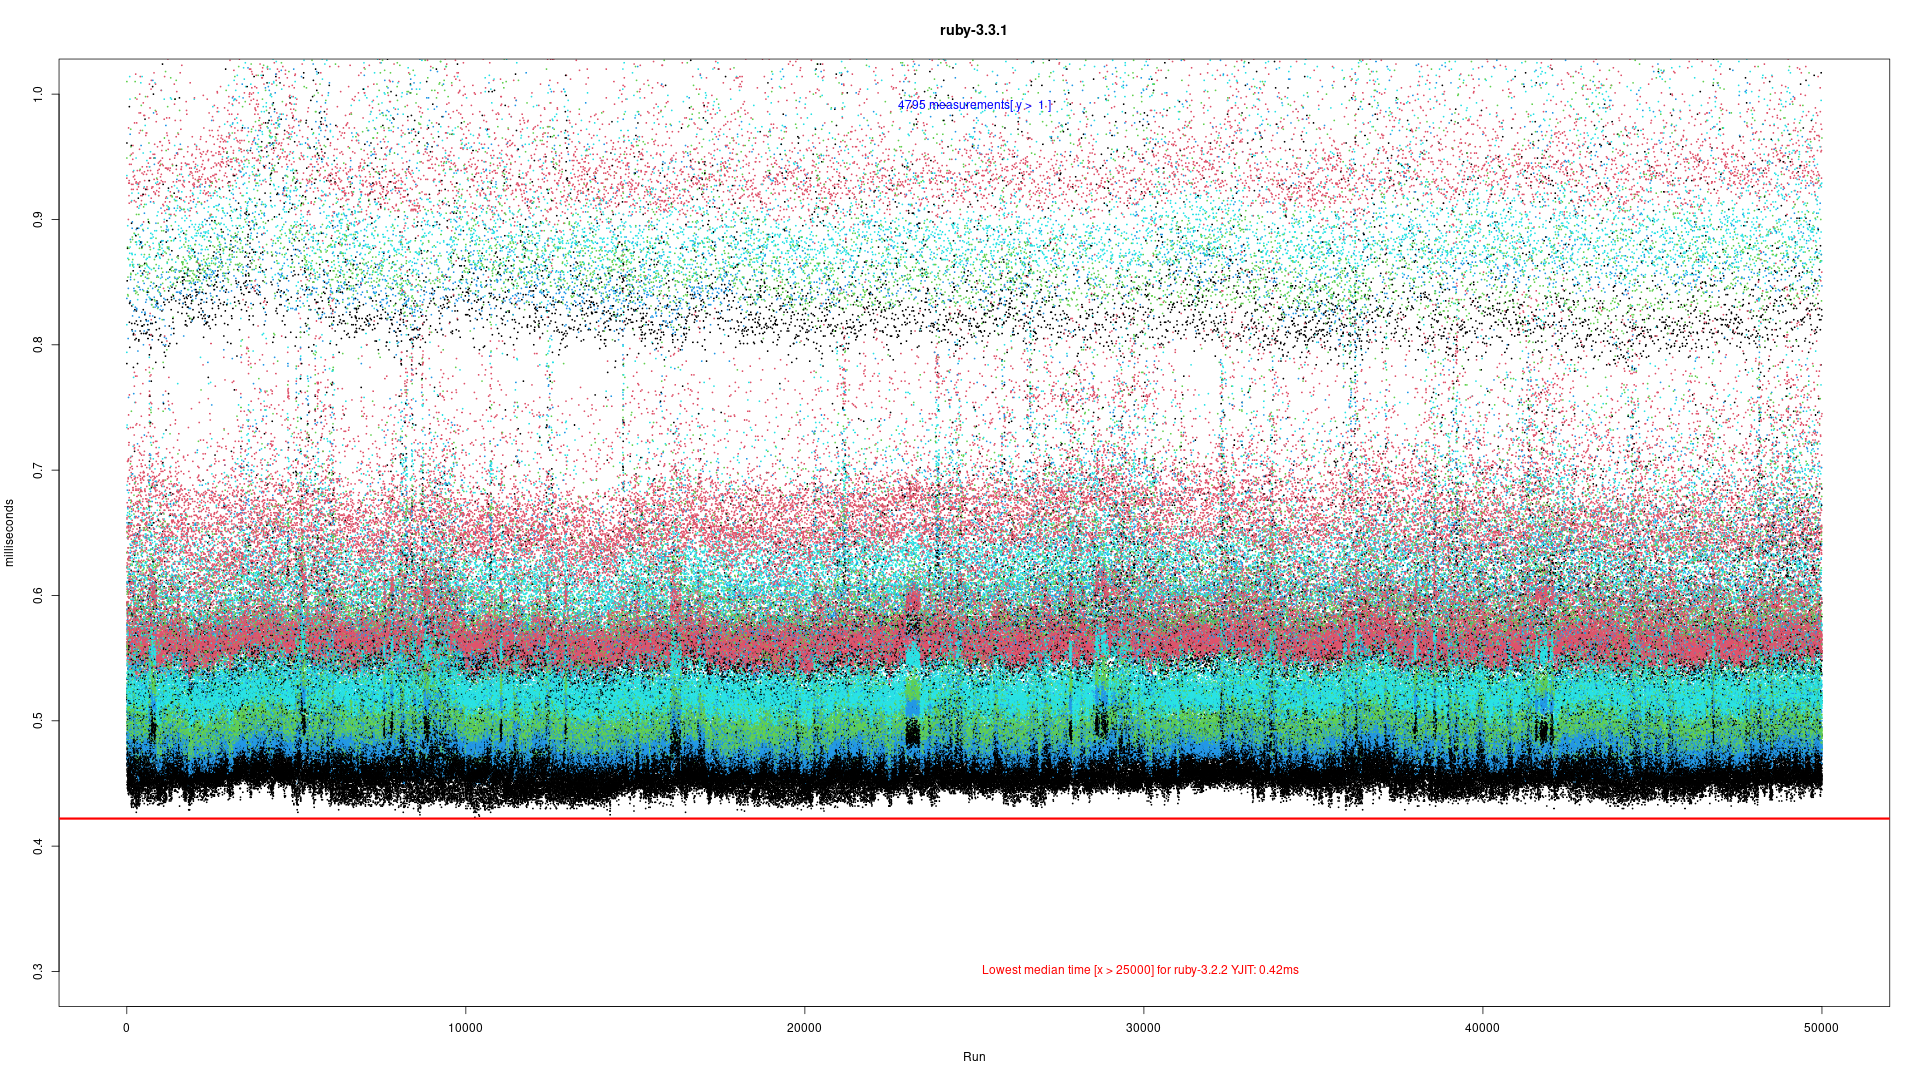 ruby-3.3.1
4795 measurements[ y > 1 ]
milliseconds
1.0
0.9
0.8
0.7
0.6
0.5
0.4
0.3
Lowest median time [x > 25000] for ruby-3.2.2 YJIT: 0.42ms
0 10000 20000 30000 40000 50000
Run